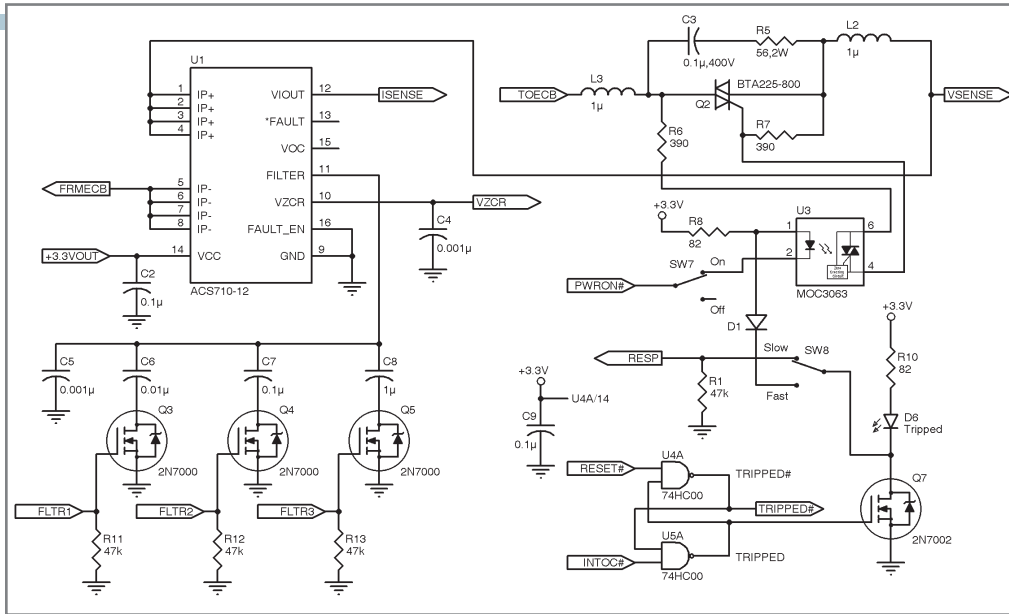 U1
1 IP+
2 IP+
3 IP+
4 IP+
5 IP-
6 IP-
7 IP-
8 IP-
14 VCC
VIOUT 12
*FAULT 13
VOC 15
FILTER 11
VZCR 10
FAULT_EN 16
GND 9
ACS710-12
ISENSE
FRMECB
+3.3VOUT
C2
0.1µ
VZCR
C4
0.001µ
C3
0.1µ,400V
R5
56,2W
L2
1µ
L3
1µ
TOECB
BTA225-800
Q2
VSENSE
R6
390
R7
390
+3.3V
R8
82
U3
1
2
6
4
MOC3063
SW7
On
Off
PWRON#
D1
Slow
SW8
Fast
RESP
R1
47k
+3.3V
R10
82
D6
Tripped
+3.3V
U4A/14
C9
0.1µ
C5
0.001µ
C6
0.01µ
C7
0.1µ
C8
1µ
Q3
2N7000
Q4
2N7000
Q5
2N7000
FLTR1
FLTR2
FLTR3
R11
47k
R12
47k
R13
47k
RESET#
U4A
74HC00
TRIPPED#
TRIPPED#
U5A
74HC00
TRIPPED
INTOC#
Q7
2N7002